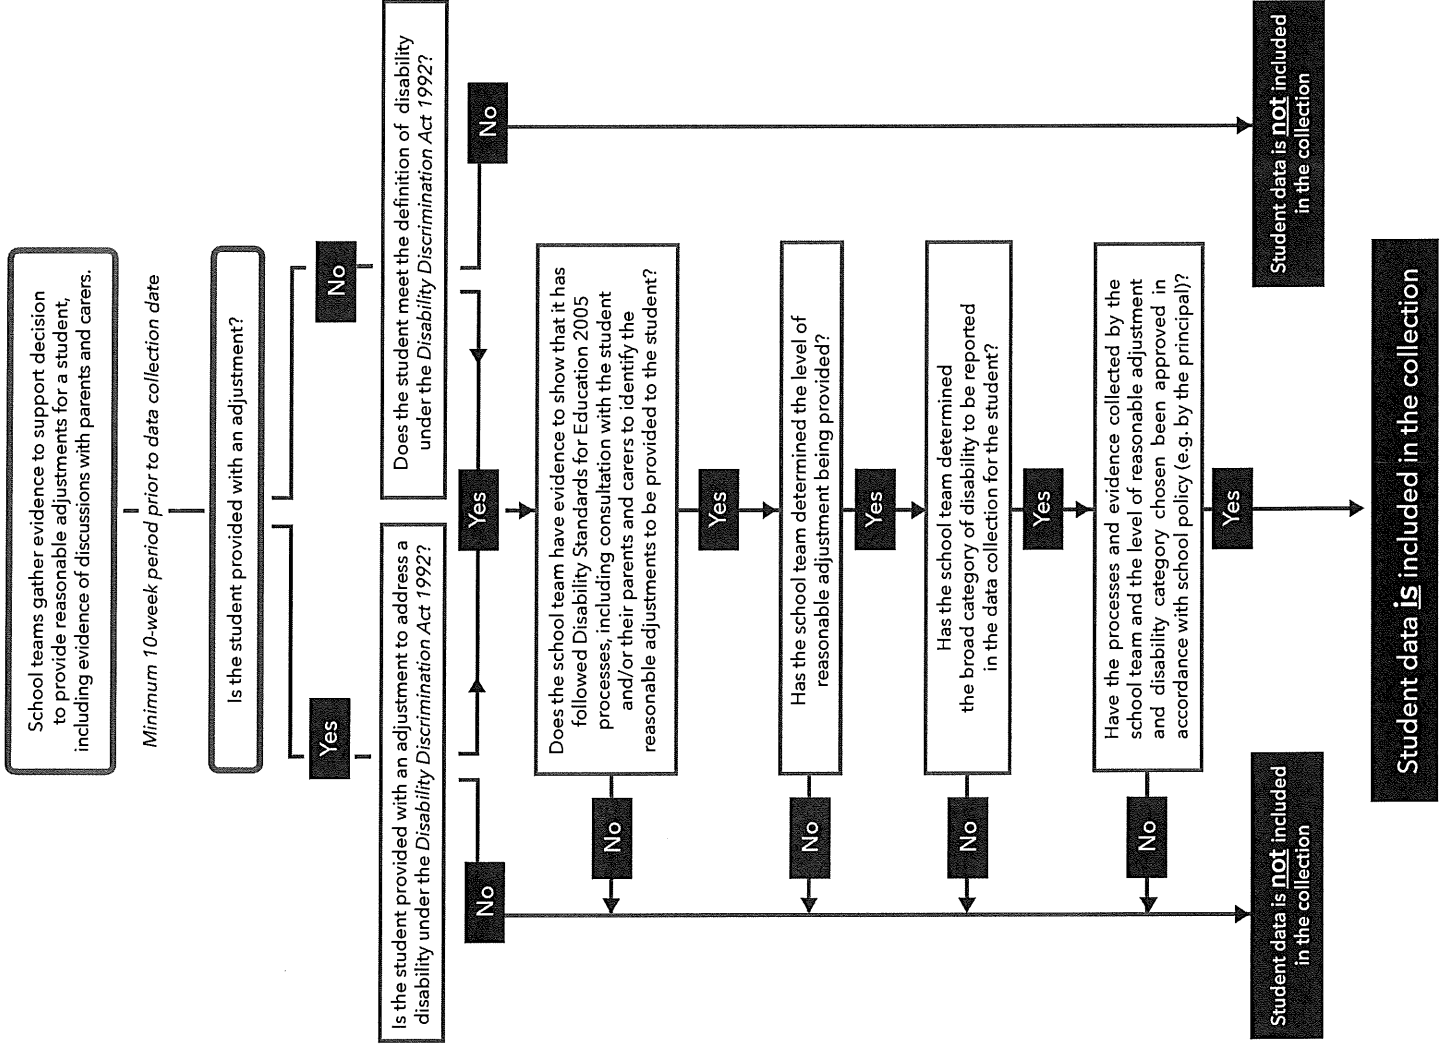 School teams gather evidence to support decision
to provide reasonable adjustments for a student,
including evidence of discussions with parents and carers.
Minimum 10-week period prior to data collection date
Is the student provided with an adjustment?
Yes
No
Is the student provided with an adjustment to address a
disability under the Disability Discrimination Act 1992?
Does the student meet the definition of disability
under the Disability Discrimination Act 1992?
No
Yes
No
Does the school team have evidence to show that it has
followed Disability Standards for Education 2005
processes, including consultation with the student
and/or their parents and carers to identify the
reasonable adjustments to be provided to the student?
No
Yes
Has the school team determined the level of
reasonable adjustment being provided?
No
Yes
Has the school team determined
the broad category of disability to be reported
in the data collection for the student?
No
Yes
Have the processes and evidence collected by the
school team and the level of reasonable adjustment
and disability category chosen been approved in
accordance with school policy (e.g. by the principal)?
No
Yes
Student data is not included
in the collection
Student data is not included
in the collection
Student data is included in the collection